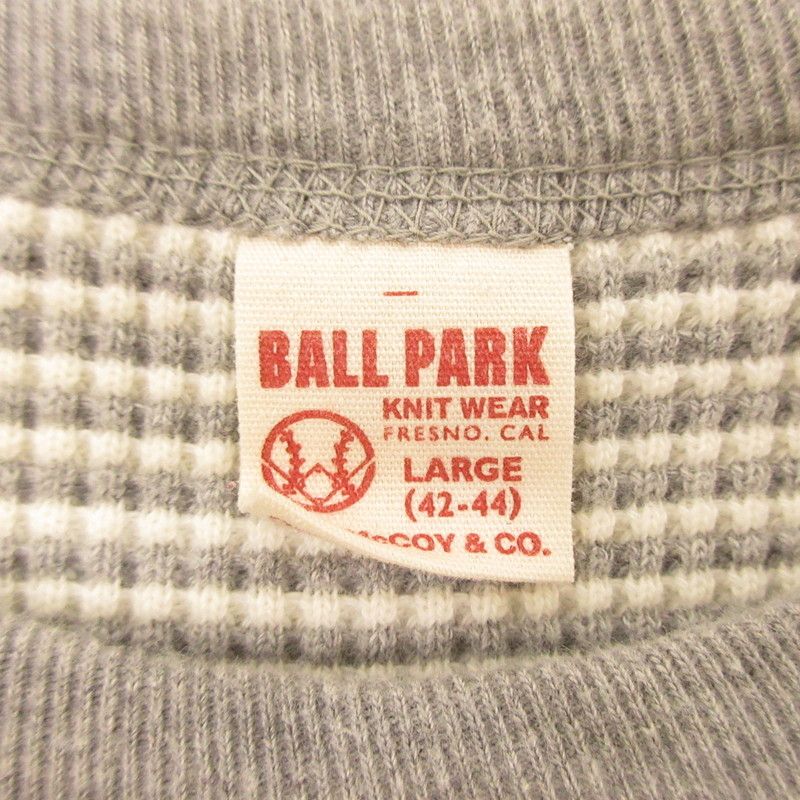 BALL PARK
KNIT WEAR
FRESNO. CAL
LARGE
(42-44)
McCOY & CO.